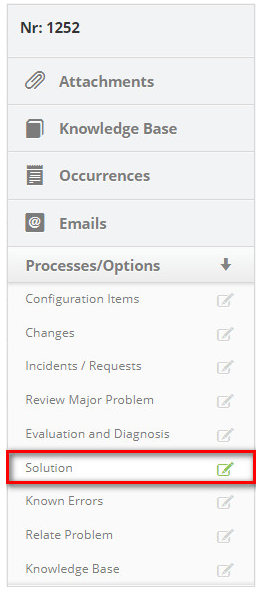 Nr: 1252
Attachments
Knowledge Base
Occurrences
Emails
Processes/Options
Configuration Items
Changes
Incidents / Requests
Review Major Problem
Evaluation and Diagnosis
Solution
Known Errors
Relate Problem
Knowledge Base